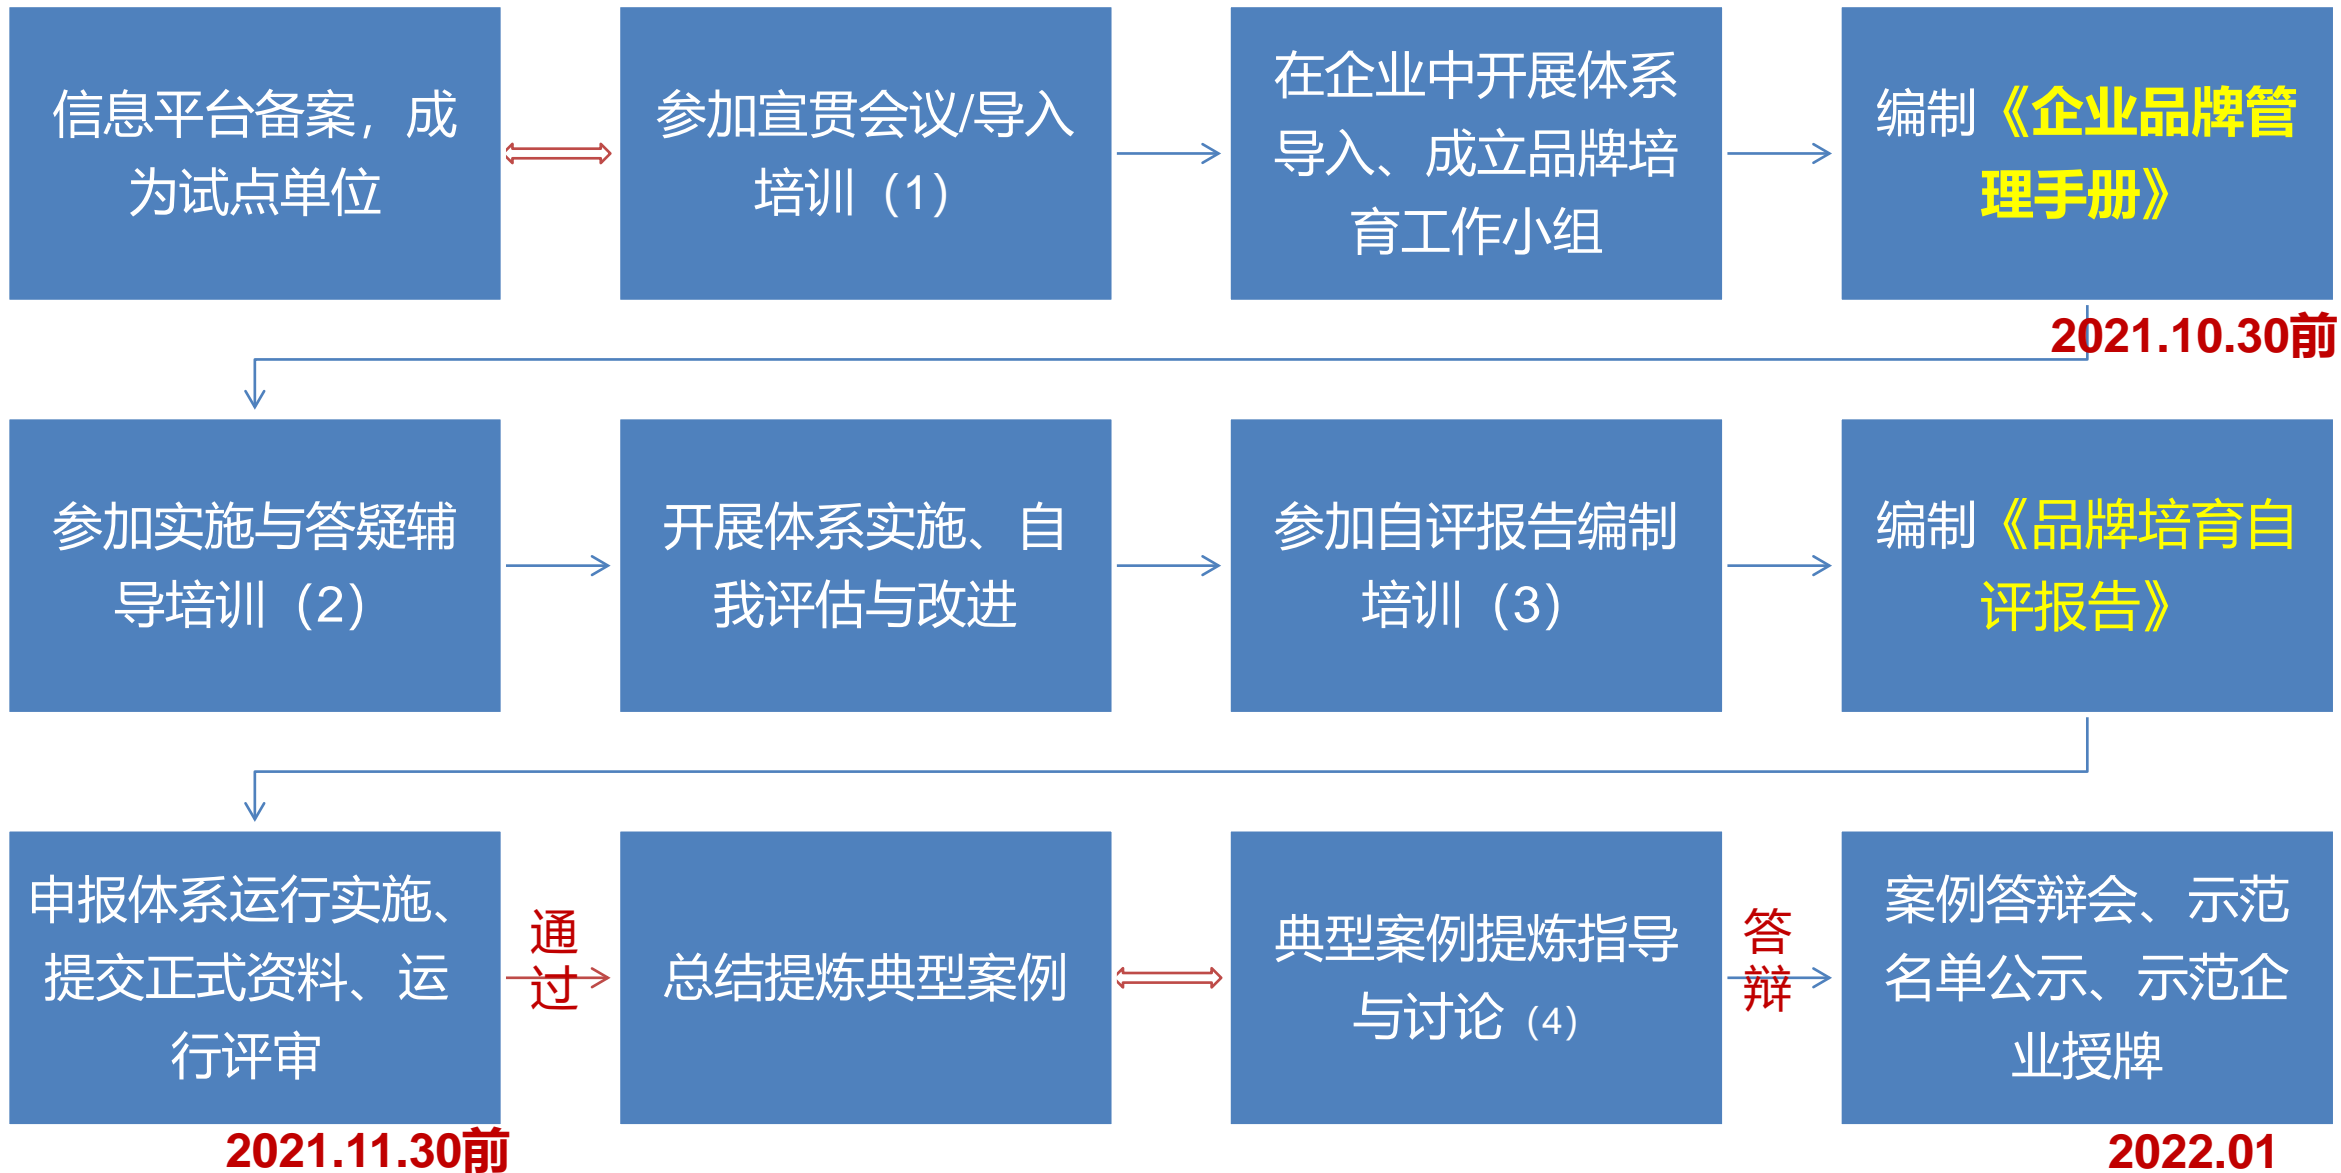 信息平台备案，成
为试点单位
参加宣贯会议/导入
培训（1）
在企业中开展体系
导入、成立品牌培
育工作小组
编制《企业品牌管
理手册》
2021.10.30前
参加实施与答疑辅
导培训（2）
开展体系实施、自
我评估与改进
参加自评报告编制
培训（3）
编制《品牌培育自
评报告》
申报体系运行实施、
提交正式资料、运
行评审
2021.11.30前
通
过
总结提炼典型案例
典型案例提炼指导
与讨论（4）
答
辩
案例答辩会、示范
名单公示、示范企
业授牌
2022.01